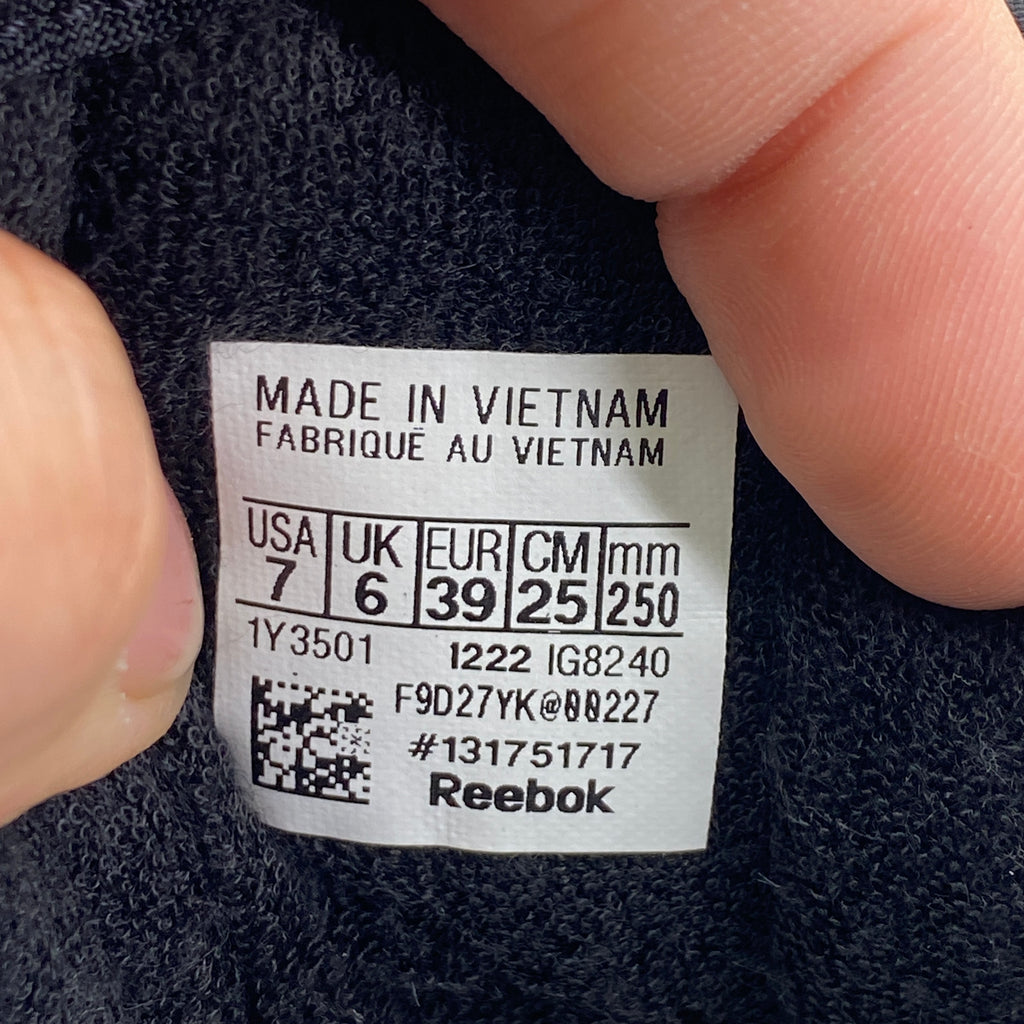 MADE IN VIETNAM
FABRIQUÉ AU VIETNAM
USA UK EUR CM mm
7 6 39 25 250
1Y3501 1222 IG8240
F9D27YK@00227
#131751717
Reebok